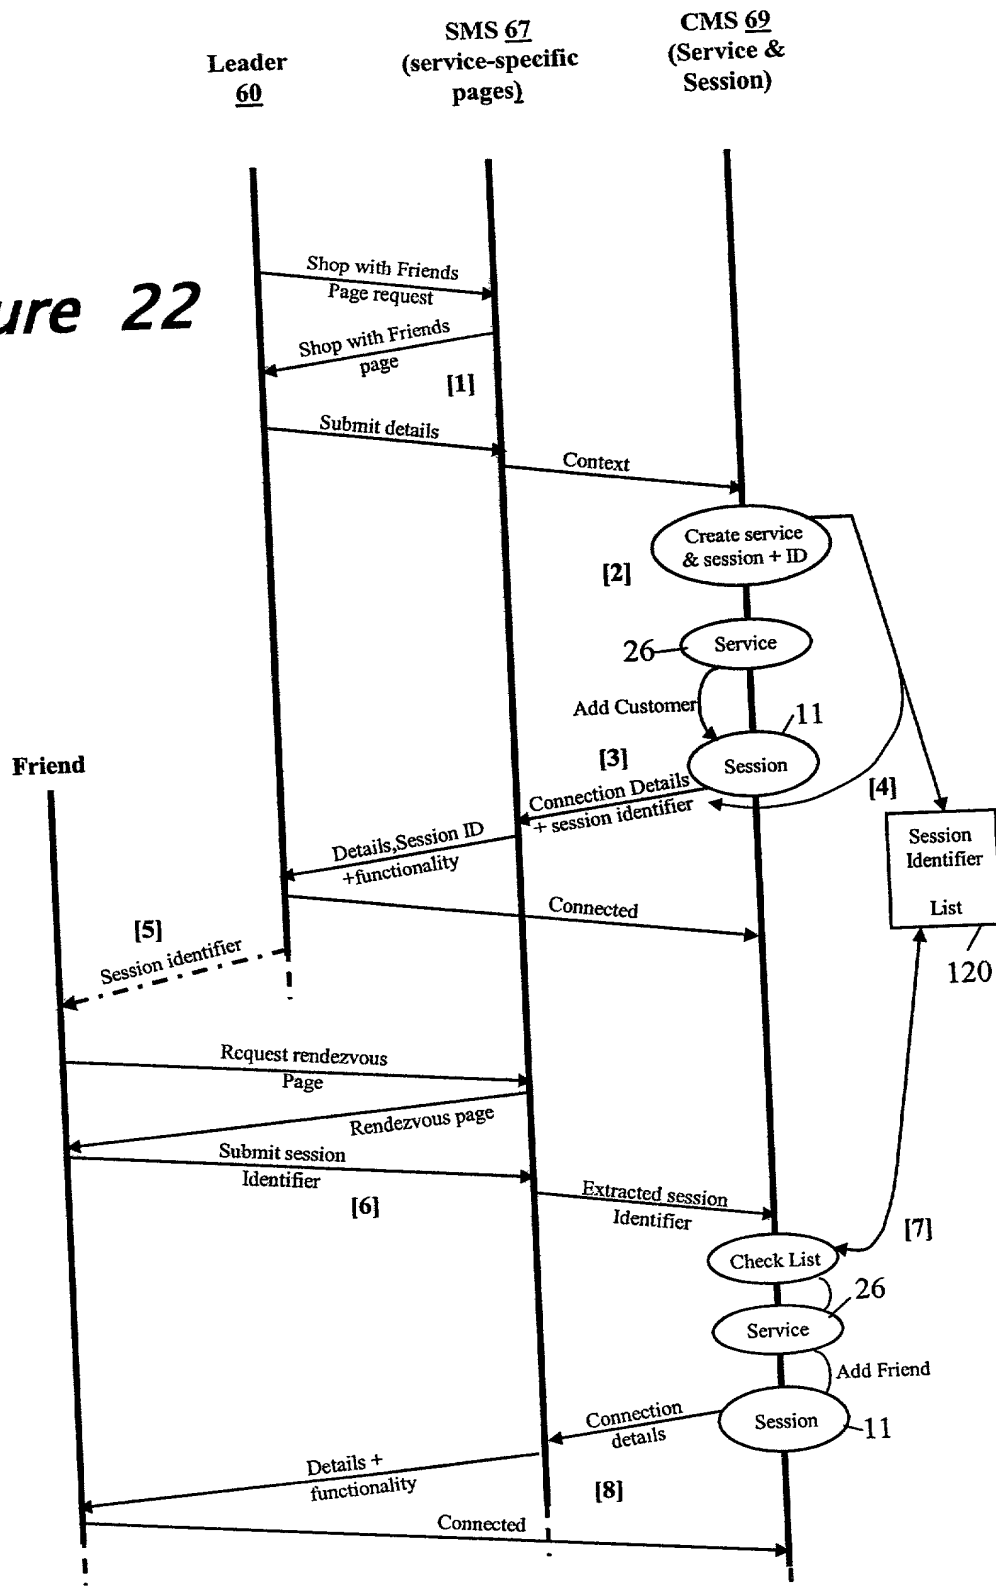 SMS 67
(service-specific
pages)
CMS 69
(Service &
Session)
Leader
60
ure 22
Shop with Friends
Page request
Shop with Friends
page
[1]
Submit details
Context
Create service
& session + ID
[2]
26
Service
Add Customer
11
[3]
Session
Connection Details
+ session identifier
[4]
Friend
Details,Session ID
+functionality
Session
Identifier
List
Connected
120
[5]
Session identifier
Request rendezvous
Page
Rendezvous page
Submit session
Identifier
[6]
Extracted session
Identifier
[7]
Check List
26
Service
Add Friend
Session
11
Connection
details
[8]
Details +
functionality
Connected